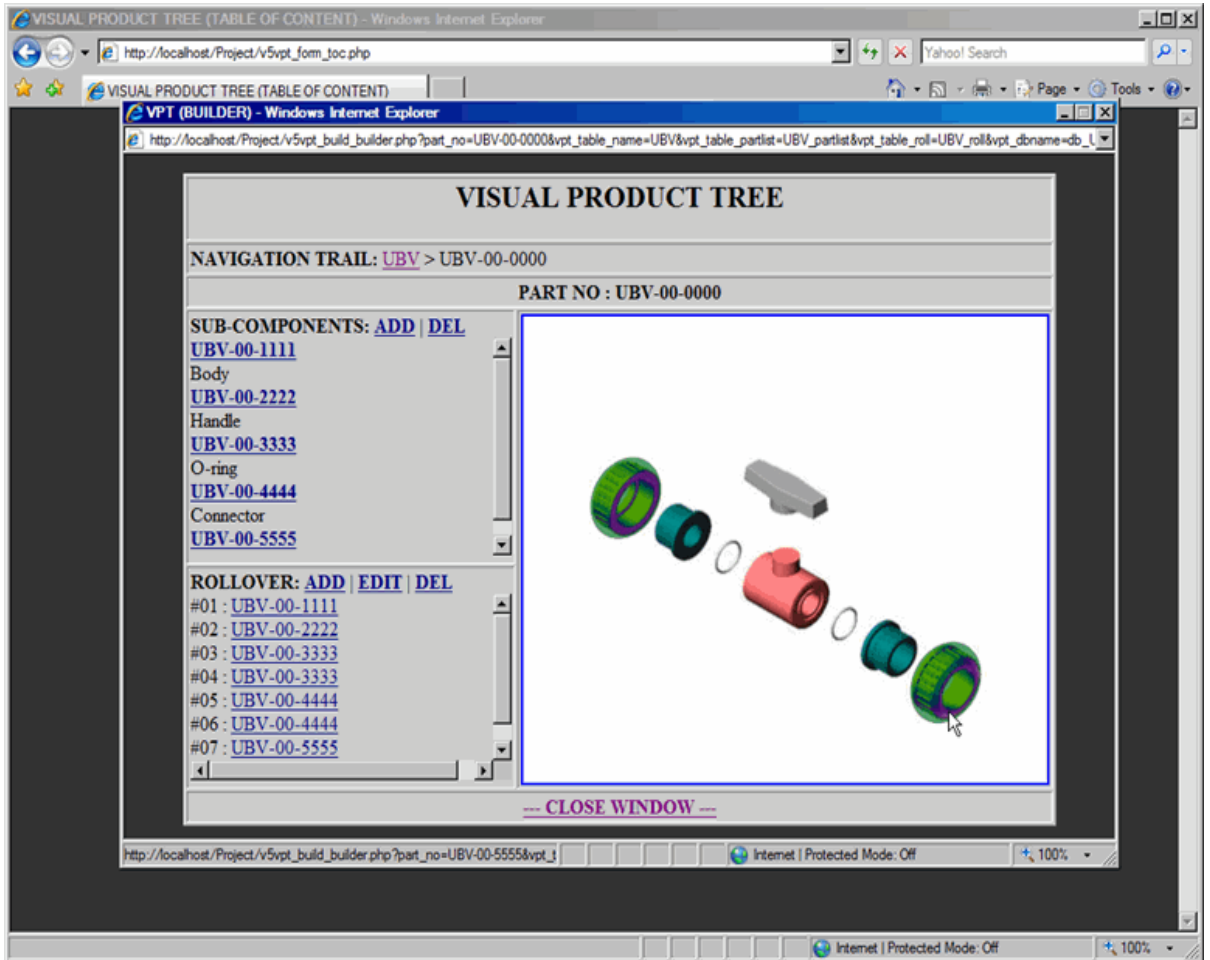 VISUAL PRODUCT TREE (TABLE OF CONTENT) - Windows Internet Explorer
http://localhost/Project/v5vpt_form_toc.php
Yahoo! Search
VISUAL PRODUCT TREE (TABLE OF CONTENT)
Page
Tools
VPT (BUILDER) - Windows Internet Explorer
http://localhost/Project/v5vpt_build_builder.php?part_no=UBV-00-0000&vpt_table_name=UBV&vpt_table_partlist=UBV_partlist&vpt_table_roll=UBV_roll&vpt_dbname=db_U
VISUAL PRODUCT TREE
NAVIGATION TRAIL: UBV > UBV-00-0000
PART NO : UBV-00-0000
SUB-COMPONENTS: ADD | DEL
UBV-00-1111
Body
UBV-00-2222
Handle
UBV-00-3333
O-ring
UBV-00-4444
Connector
UBV-00-5555
ROLLOVER: ADD | EDIT | DEL
#01 : UBV-00-1111
#02 : UBV-00-2222
#03 : UBV-00-3333
#04 : UBV-00-3333
#05 : UBV-00-4444
#06 : UBV-00-4444
#07 : UBV-00-5555
--- CLOSE WINDOW ---
http://localhost/Project/v5vpt_build_builder.php?part_no=UBV-00-5555&vpt_t
Internet | Protected Mode: Off
100%
Internet | Protected Mode: Off
100%